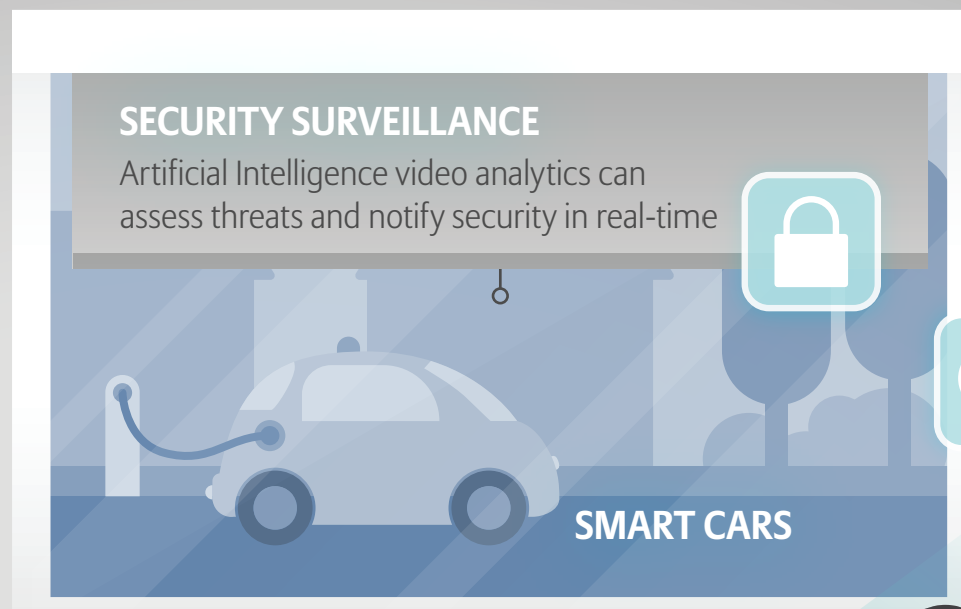 SECURITY SURVEILLANCE
Artificial Intelligence video analytics can
assess threats and notify security in real-time
SMART CARS